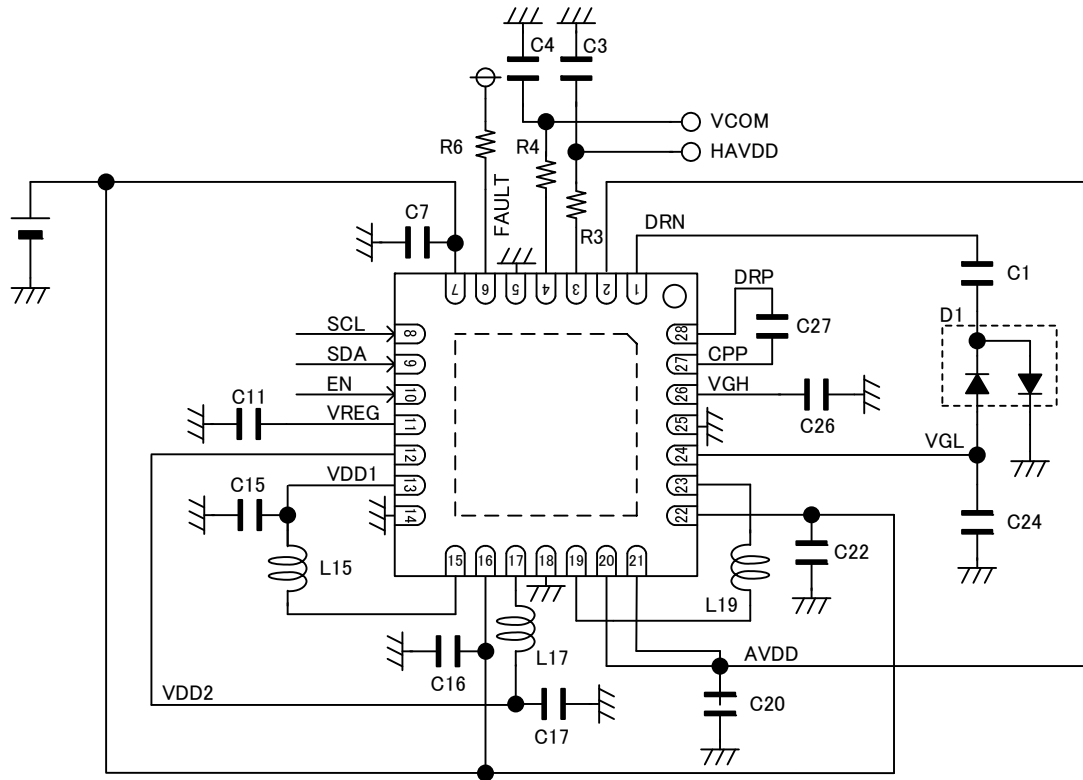 C4
C3
VCOM
HAVDD
R6
R4
R3
FAULT
C7
DRN
C1
DRP
C27
D1
7
6
5
4
3
2
1
SCL
8
28
SDA
9
27
CPP
EN
10
26
VGH
C26
C11
VREG
11
25
12
24
VGL
C15
VDD1
13
23
14
22
C22
C24
L15
15
16
17
18
19
20
21
L19
C16
L17
AVDD
VDD2
C17
C20